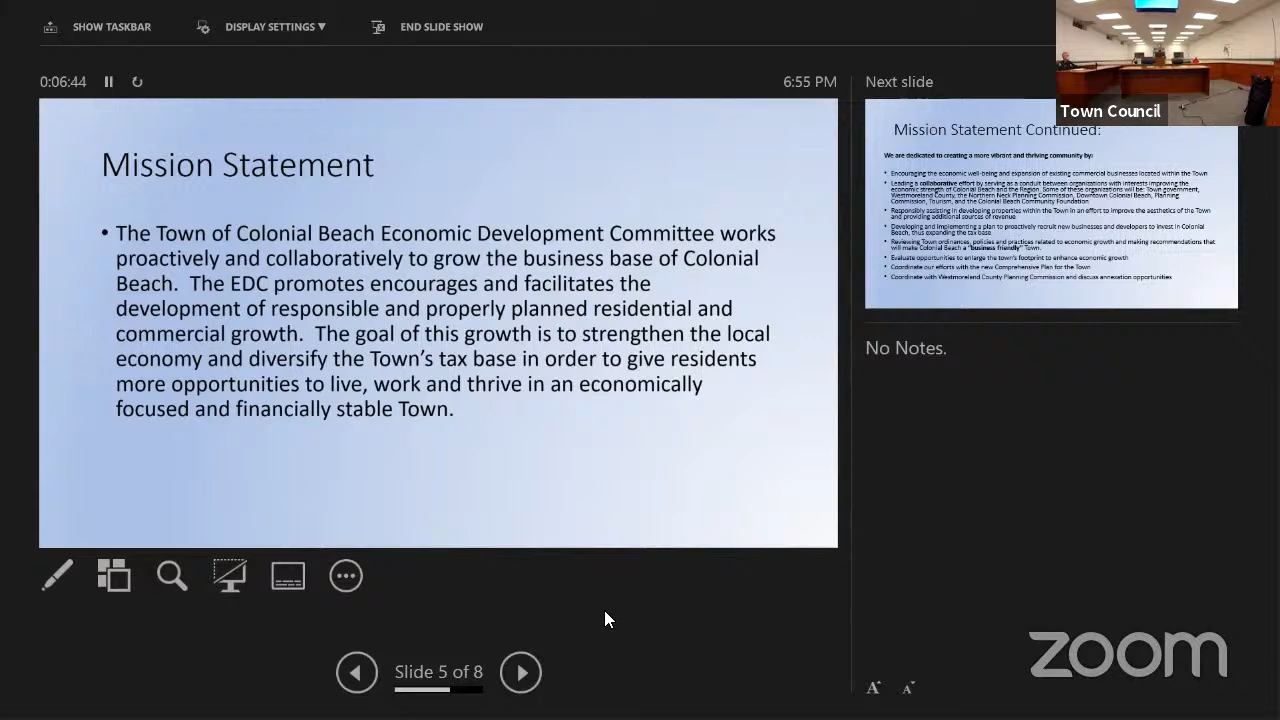 SHOW TASKBAR
DISPLAY SETTINGS ▼
END SLIDE SHOW
Town Council
0:06:44
6:55 PM
Next slide
Mission Statement
• The Town of Colonial Beach Economic Development Committee works
proactively and collaboratively to grow the business base of Colonial
Beach.  The EDC promotes encourages and facilitates the
development of responsible and properly planned residential and
commercial growth.  The goal of this growth is to strengthen the local
economy and diversify the Town’s tax base in order to give residents
more opportunities to live, work and thrive in an economically
focused and financially stable Town.
Mission Statement Continued:
We are dedicated to creating a more vibrant and thriving community by:
• Encouraging the economic well-being and expansion of existing commercial businesses located within the Town
• Leading a collaborative effort by serving as a conduit between organizations with interests improving the
economic strength of Colonial Beach and the Region. Some of these organizations will be: Town government,
Westmoreland County, the Northern Neck Planning Commission, Downtown Colonial Beach, Planning
Commission, Tourism, and the Colonial Beach Community Foundation
• Responsibly assisting in developing properties within the Town in an effort to improve the aesthetics of the Town
and providing additional sources of revenue
• Developing and implementing a plan to proactively recruit new businesses and developers to invest in Colonial
Beach, thus expanding the tax base
• Reviewing Town ordinances, policies and practices related to economic growth and making recommendations that
will make Colonial Beach a "business friendly" Town.
• Evaluate opportunities to enlarge the town's footprint to enhance economic growth
• Coordinate our efforts with the new Comprehensive Plan for the Town
• Coordinate with Westmoreland County Planning Commission and discuss annexation opportunities
No Notes.
Slide 5 of 8
zoom
A A